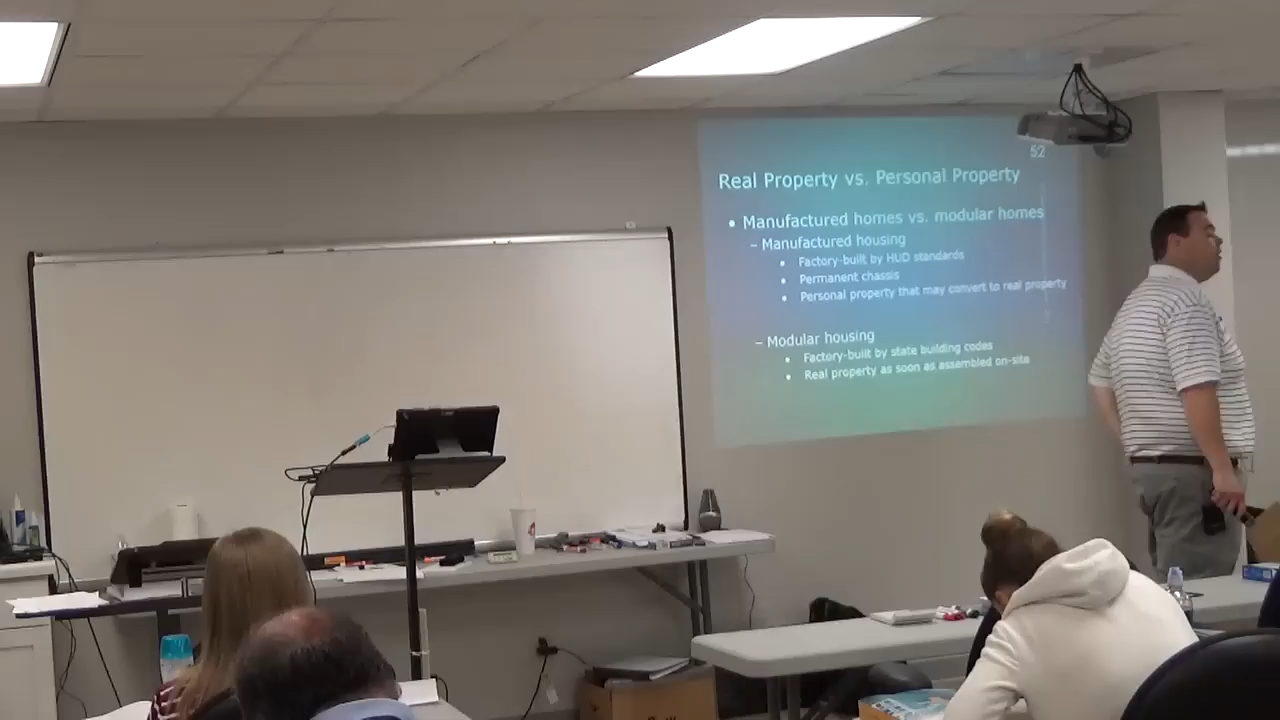 52
Real Property vs. Personal Property
• Manufactured homes vs. modular homes
– Manufactured housing
• Factory-built by HUD standards
• Permanent chassis
• Personal property that may convert to real property
– Modular housing
• Factory-built by state building codes
• Real property as soon as assembled on-site